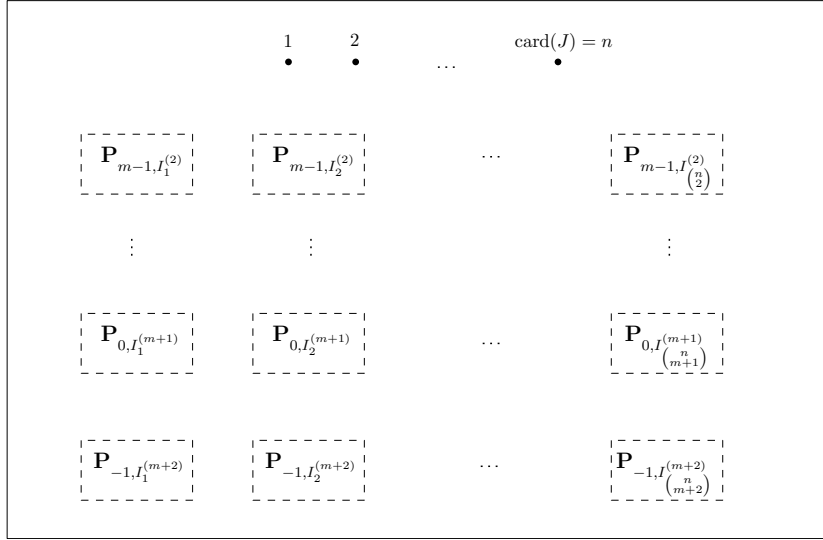 1 2 … card(J) = n
P_{m−1,I_1^{(2)}} P_{m−1,I_2^{(2)}} … P_{m−1,I_{\binom{n}{2}}^{(2)}}
⋮ ⋮ ⋮
P_{0,I_1^{(m+1)}} P_{0,I_2^{(m+1)}} … P_{0,I_{\binom{n}{m+1}}^{(m+1)}}
P_{−1,I_1^{(m+2)}} P_{−1,I_2^{(m+2)}} … P_{−1,I_{\binom{n}{m+2}}^{(m+2)}}